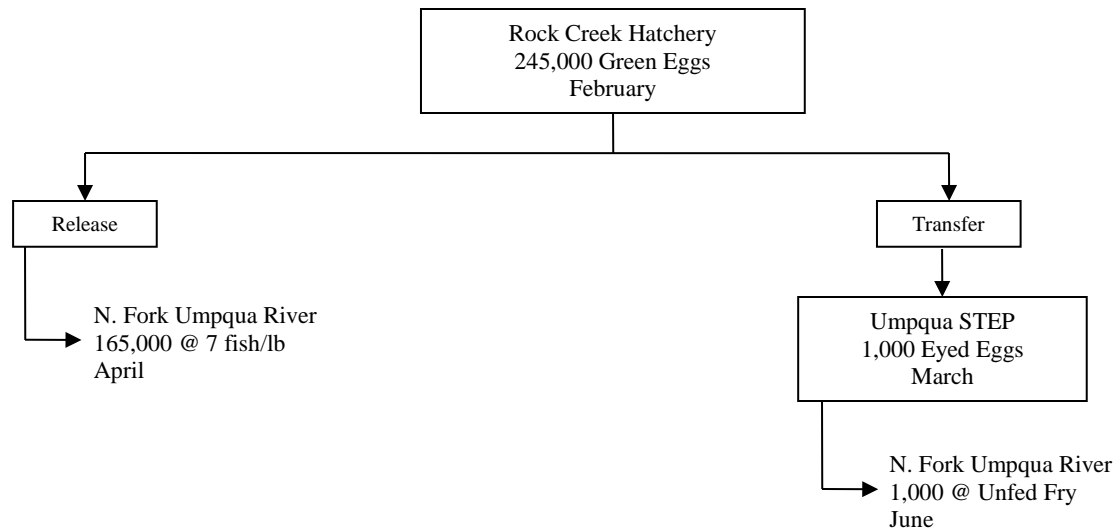 Rock Creek Hatchery
245,000 Green Eggs
February
Release
Transfer
N. Fork Umpqua River
165,000 @ 7 fish/lb
April
Umpqua STEP
1,000 Eyed Eggs
March
N. Fork Umpqua River
1,000 @ Unfed Fry
June